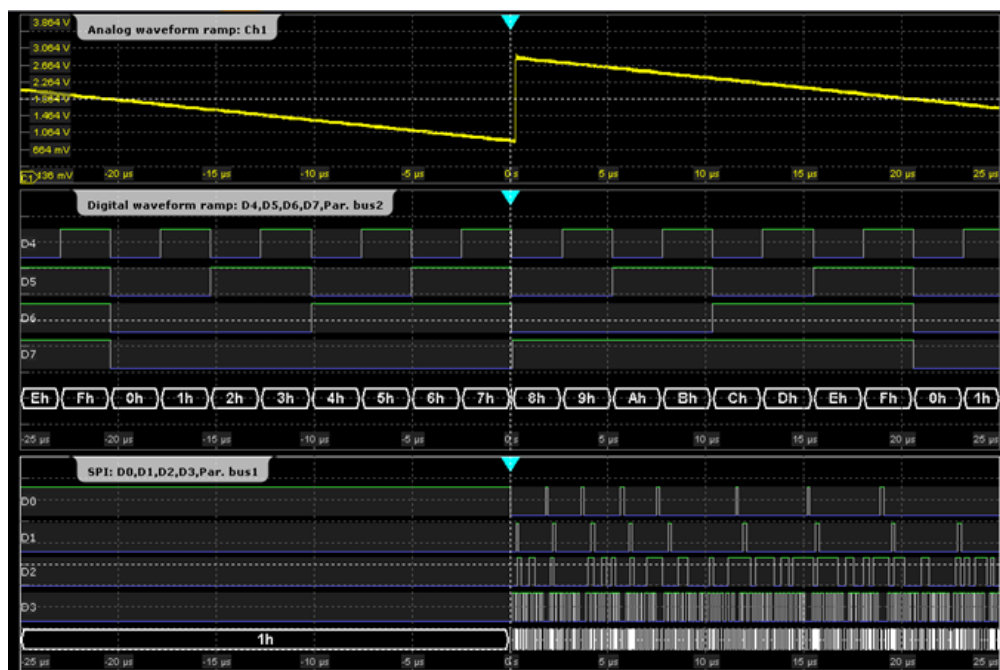 3.864 V
Analog waveform ramp: Ch1
3.064 V
2.664 V
2.264 V
1.864 V
1.464 V
1.064 V
664 mV
C1 436 mV -20 µs -15 µs -10 µs -5 µs 0 s 5 µs 10 µs 15 µs 20 µs 25 µs
Digital waveform ramp: D4,D5,D6,D7,Par. bus2
D4
D5
D6
D7
Eh Fh 0h 1h 2h 3h 4h 5h 6h 7h 8h 9h Ah Bh Ch Dh Eh Fh 0h 1h
-25 µs -20 µs -15 µs -10 µs -5 µs 0 s 5 µs 10 µs 15 µs 20 µs 25 µs
SPI: D0,D1,D2,D3,Par. bus1
D0
D1
D2
D3
1h
-25 µs -20 µs -15 µs -10 µs -5 µs 0 s 5 µs 10 µs 15 µs 20 µs 25 µs